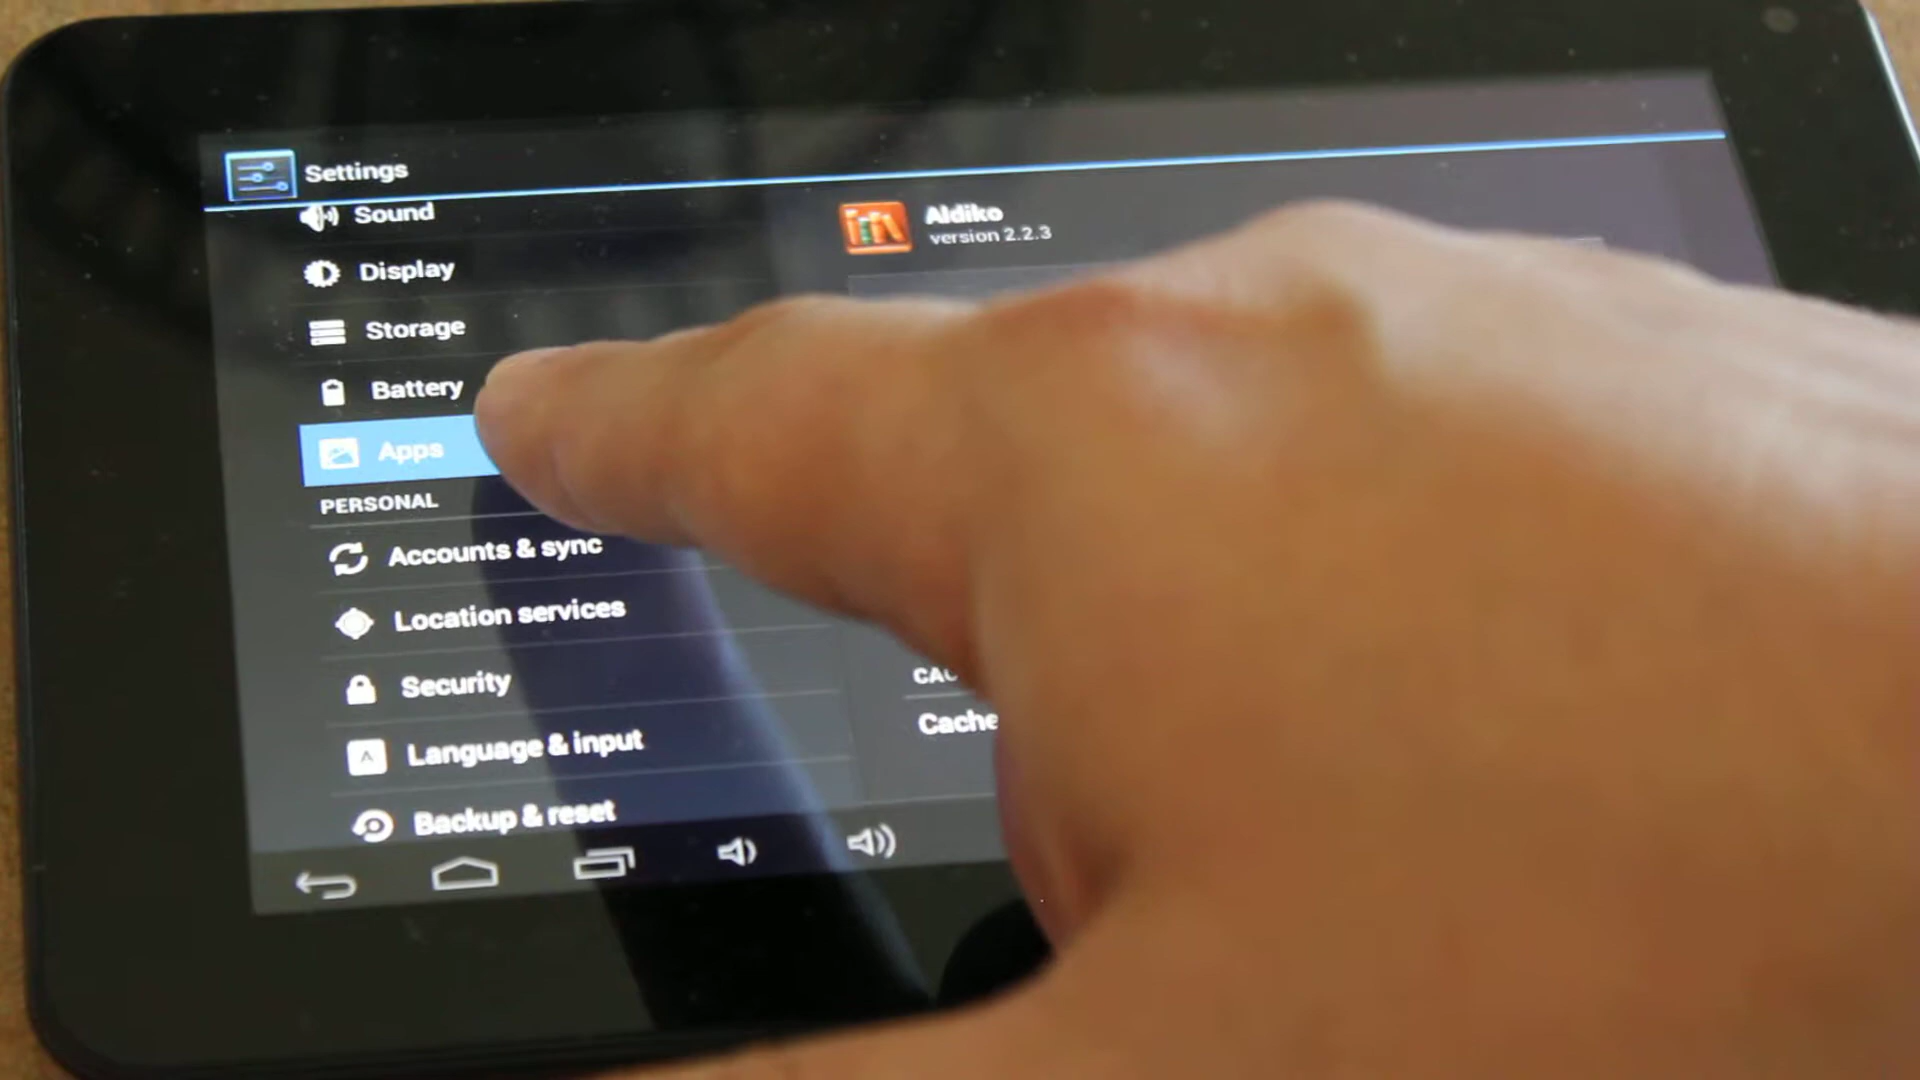 Settings
Sound
Display
Storage
Battery
Apps
PERSONAL
Accounts & sync
Location services
Security
Language & input
Backup & reset
Aldiko
version 2.2.3
Cache